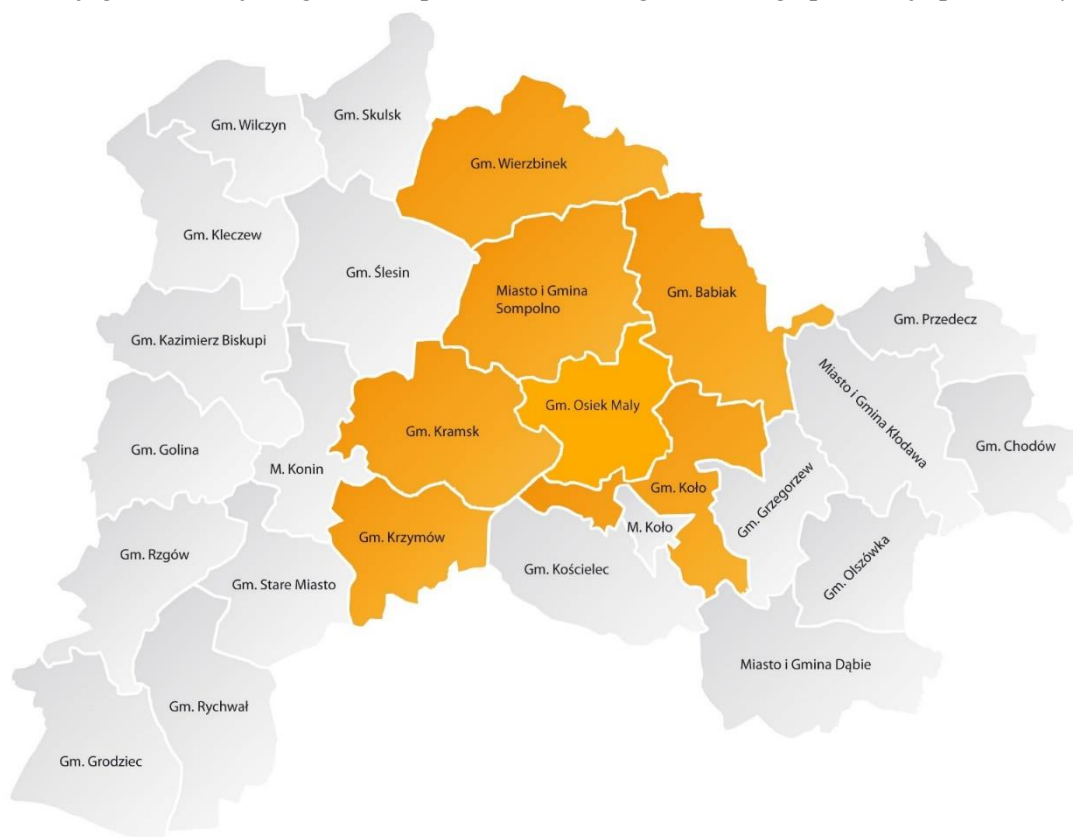 Gm. Skulsk
Gm. Wilczyn
Gm. Wierzbinek
Gm. Kleczew
Gm. Ślesin
Miasto i Gmina
Sompolno
Gm. Babiak
Gm. Przedecz
Gm. Kazimierz Biskupi
Miasto i Gmina Kłodawa
Gm. Osiek Mały
Gm. Kramsk
Gm. Golina
Gm. Chodów
M. Konin
Gm. Koło
Gm. Grzegorzew
M. Koło
Gm. Krzymów
Gm. Rzgów
Gm. Kościelec
Gm. Olszówka
Gm. Stare Miasto
Miasto i Gmina Dąbie
Gm. Rychwał
Gm. Grodziec